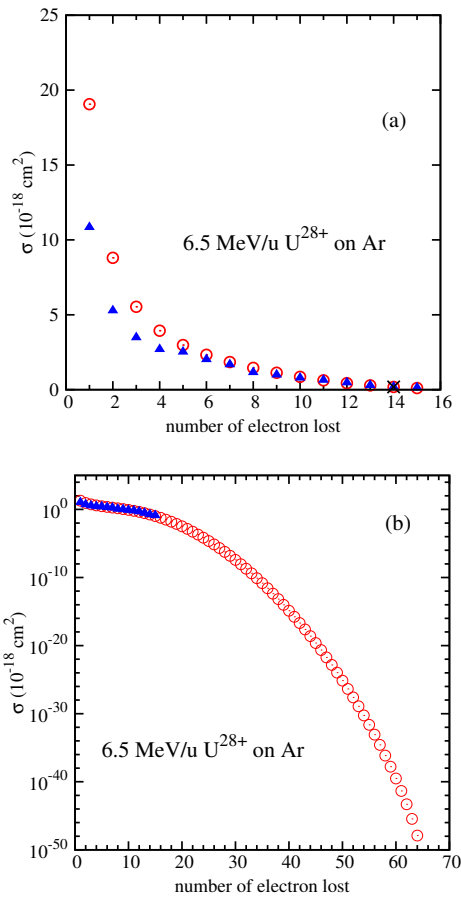 25
20
15
10
5
0
σ (10⁻¹⁸ cm²)
(a)
6.5 MeV/u U²⁸⁺ on Ar
0 2 4 6 8 10 12 14 16
number of electron lost
10⁰
10⁻¹⁰
10⁻²⁰
10⁻³⁰
10⁻⁴⁰
10⁻⁵⁰
σ (10⁻¹⁸ cm²)
(b)
6.5 MeV/u U²⁸⁺ on Ar
0 10 20 30 40 50 60 70
number of electron lost